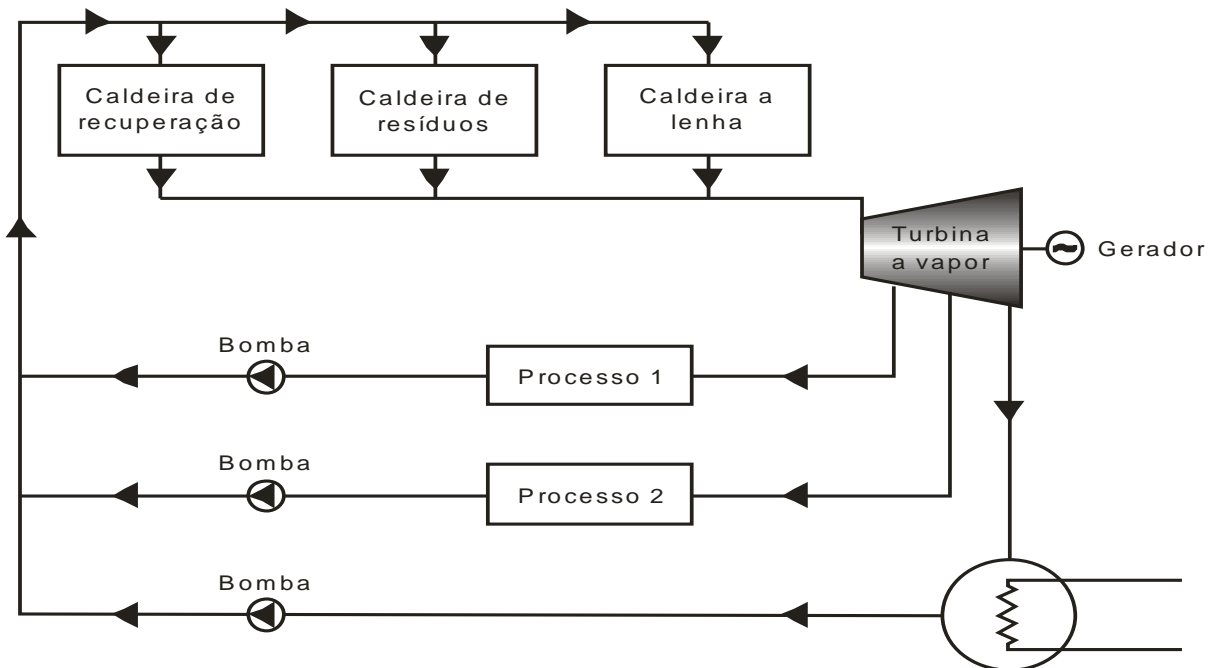 Caldeira de
recuperação
Caldeira de
resíduos
Caldeira a
lenha
Turbina
a vapor
Gerador
Bomba
Processo 1
Bomba
Processo 2
Bomba